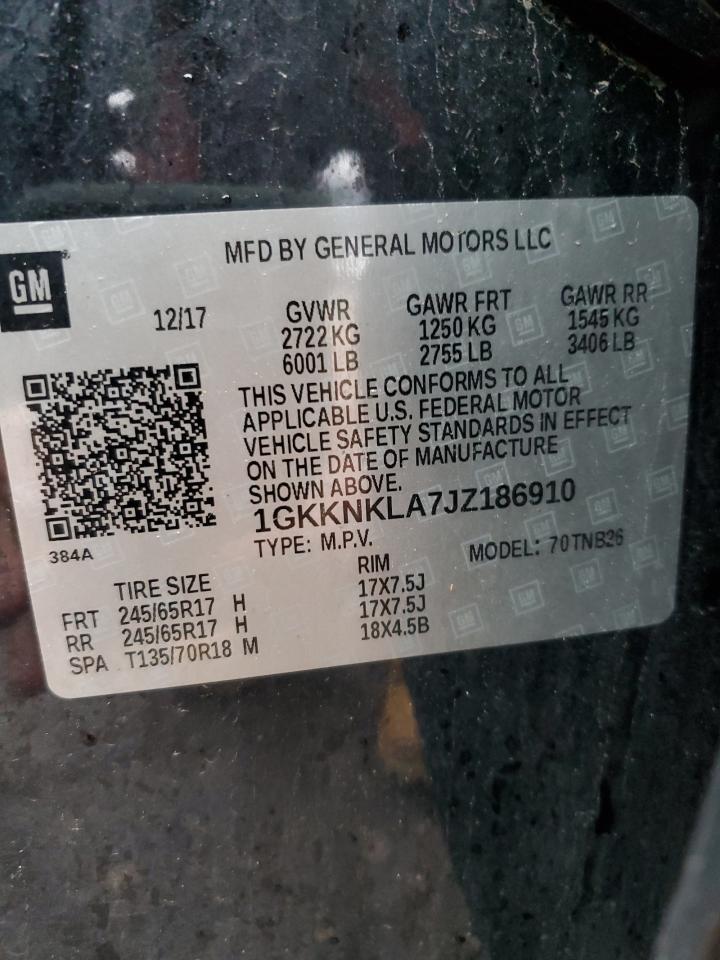 MFD BY GENERAL MOTORS LLC
GM
12/17
GVWR
2722 KG
6001 LB
GAWR FRT
1250 KG
2755 LB
GAWR RR
1545 KG
3406 LB
THIS VEHICLE CONFORMS TO ALL
APPLICABLE U.S. FEDERAL MOTOR
VEHICLE SAFETY STANDARDS IN EFFECT
ON THE DATE OF MANUFACTURE
SHOWN ABOVE.
1GKKNKLA7JZ186910
384A
TYPE: M.P.V.
MODEL: 70TNB26
TIRE SIZE RIM
FRT 245/65R17 H 17X7.5J
RR 245/65R17 H 17X7.5J
SPA T135/70R18 M 18X4.5B